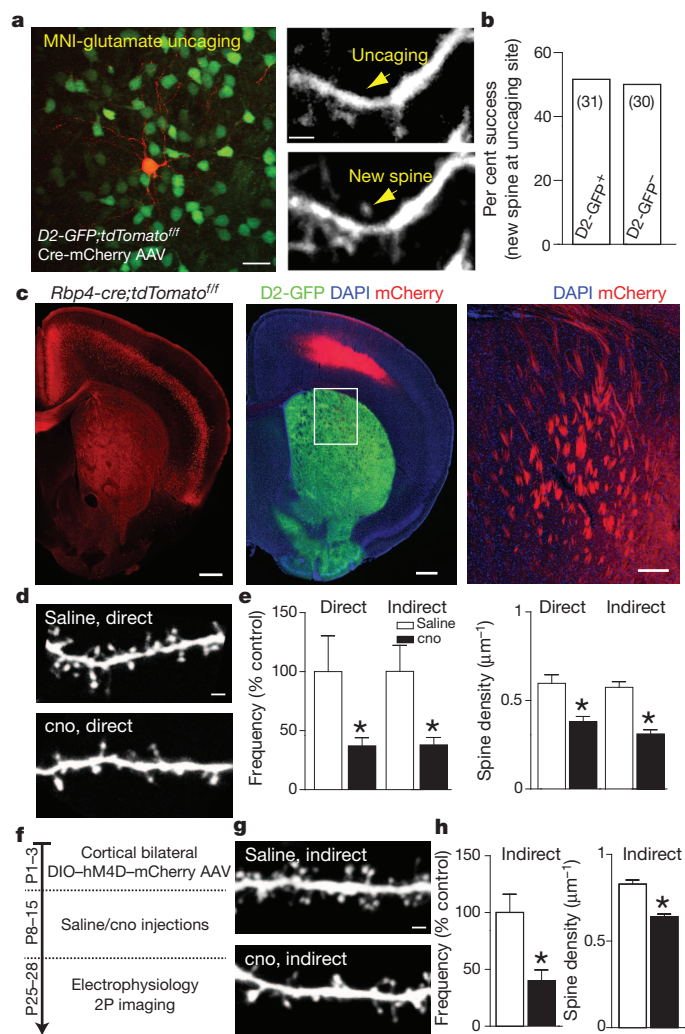 a
MNI-glutamate uncaging
D2-GFP;tdTomato^f/f
Cre-mCherry AAV
Uncaging
New spine
b
Per cent success
(new spine at uncaging site)
60
40
20
0
(31)
(30)
D2-GFP+
D2-GFP–
c
Rbp4-cre;tdTomato^f/f
D2-GFP DAPI mCherry
DAPI mCherry
d
Saline, direct
cno, direct
e
Frequency (% control)
150
100
50
0
Direct
Indirect
Saline
cno
*
*
Spine density (μm⁻¹)
1
0.5
0
Direct
Indirect
*
*
f
P1–3
Cortical bilateral
DIO–hM4D–mCherry AAV
P8–15
Saline/cno injections
P25–28
Electrophysiology
2P imaging
g
Saline, indirect
cno, indirect
h
Frequency (% control)
150
100
50
0
Indirect
*
Spine density (μm⁻¹)
1
0.5
0
Indirect
*